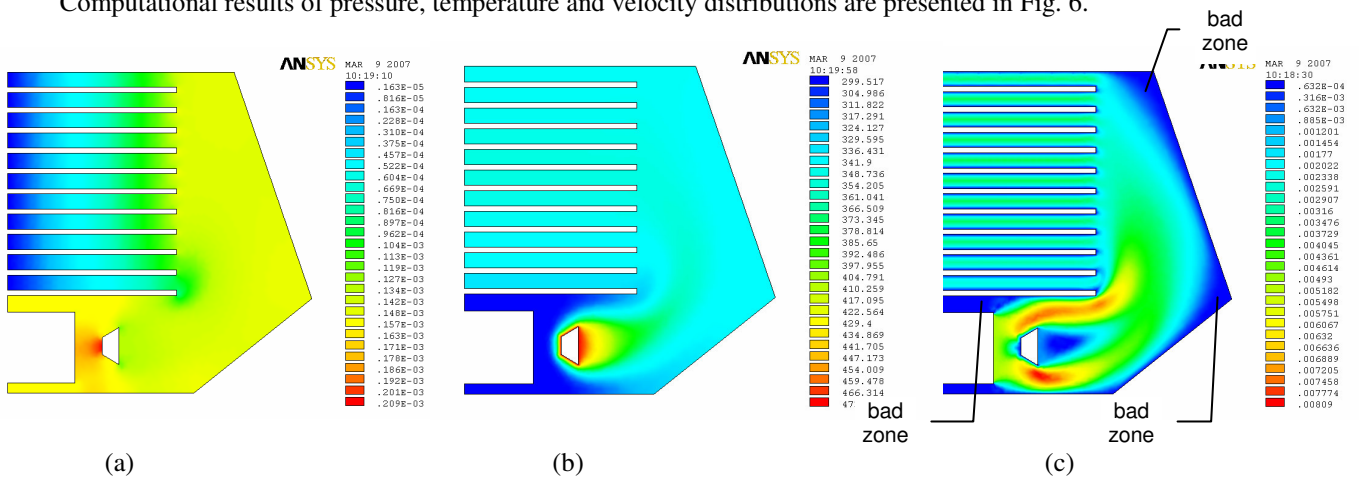 Computational results of pressure, temperature and velocity distributions are presented in Fig. 6.
bad
zone
ANSYS
MAR 9 2007
10:19:10
.163E-05
.816E-05
.163E-04
.228E-04
.310E-04
.375E-04
.457E-04
.522E-04
.604E-04
.669E-04
.750E-04
.816E-04
.897E-04
.962E-04
.104E-03
.113E-03
.119E-03
.127E-03
.134E-03
.142E-03
.148E-03
.157E-03
.163E-03
.171E-03
.178E-03
.186E-03
.192E-03
.201E-03
.209E-03
ANSYS
MAR 9 2007
10:19:58
299.517
304.986
311.822
317.291
324.127
329.595
336.431
341.9
348.736
354.205
361.041
366.509
373.345
378.814
385.65
392.486
397.955
404.791
410.259
417.095
422.564
429.4
434.869
441.705
447.173
454.009
459.478
466.314
47
ANSYS
MAR 9 2007
10:18:30
.632E-04
.316E-03
.632E-03
.885E-03
.001201
.001454
.00177
.002022
.002338
.002591
.002907
.00316
.003476
.003729
.004045
.004361
.004614
.00493
.005182
.005498
.005751
.006067
.00632
.006636
.006889
.007205
.007458
.007774
.00809
bad
zone
bad
zone
(a)
(b)
(c)